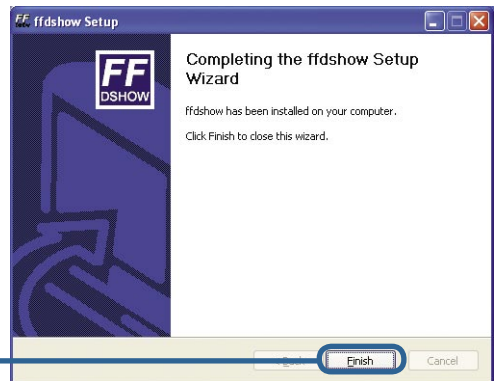 ffdshow Setup
FF
DSHOW
Completing the ffdshow Setup
Wizard
ffdshow has been installed on your computer.
Click Finish to close this wizard.
Finish
Cancel